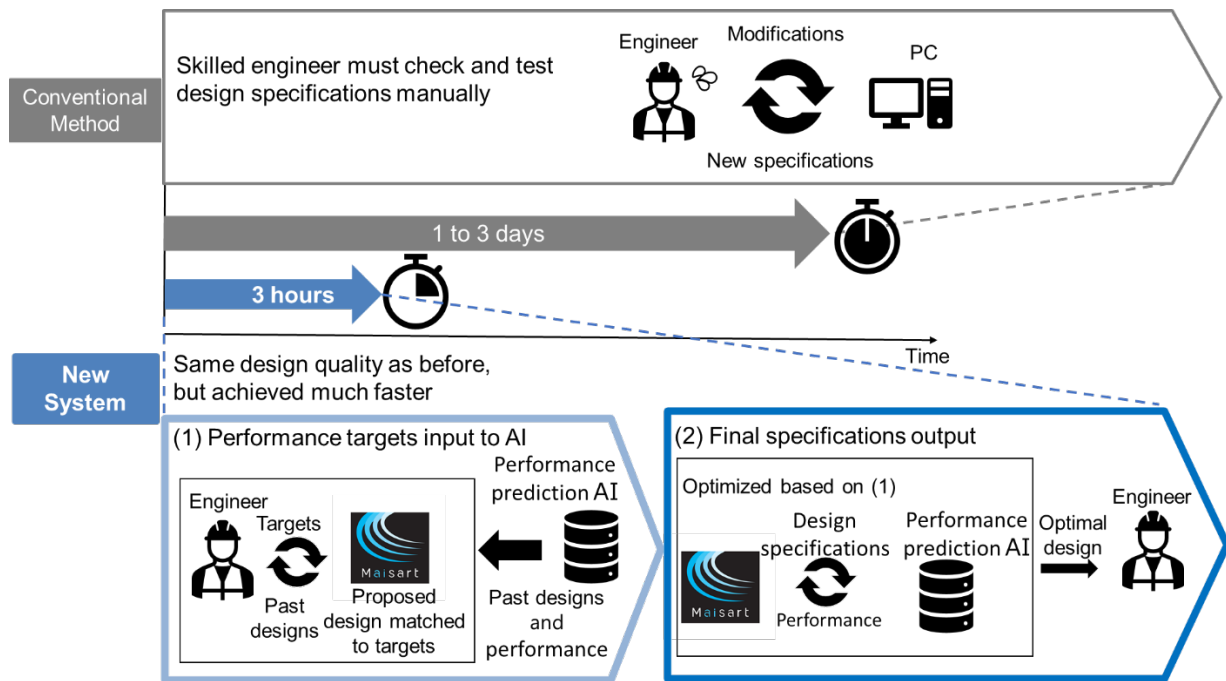 Conventional
Method
Skilled engineer must check and test
design specifications manually
Engineer
Modifications
PC
New specifications
1 to 3 days
3 hours
Time
New
System
Same design quality as before,
but achieved much faster
(1) Performance targets input to AI
Engineer
Targets
Past
designs
Maisart
Proposed
design matched
to targets
Performance
prediction AI
Past designs
and
performance
(2) Final specifications output
Optimized based on (1)
Maisart
Design
specifications
Performance
Performance
prediction AI
Optimal
design
Engineer